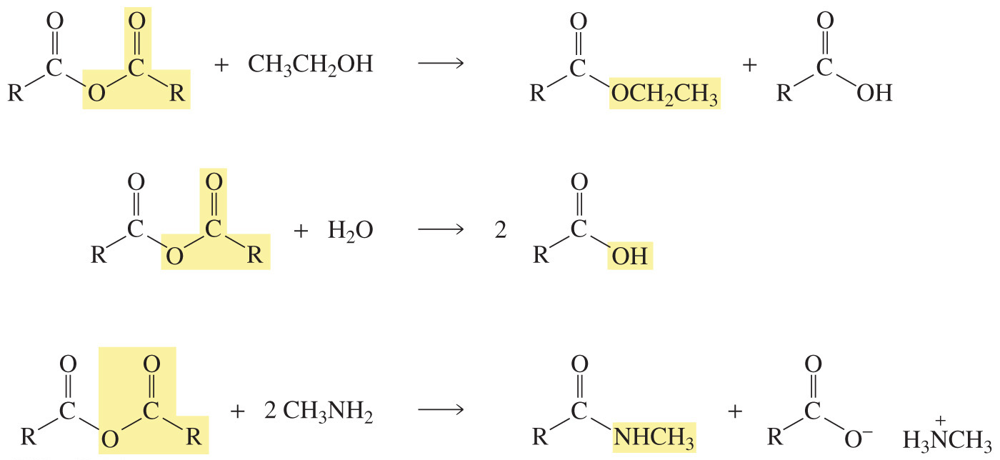 O O O O
C C + CH₃CH₂OH ⟶ C + C
R O R R OCH₂CH₃ R OH
O O O
C C + H₂O ⟶ 2 C
R O R R OH
O O O O
C C + 2 CH₃NH₂ ⟶ C + C
R O R R NHCH₃ R O⁻ H₃N⁺CH₃